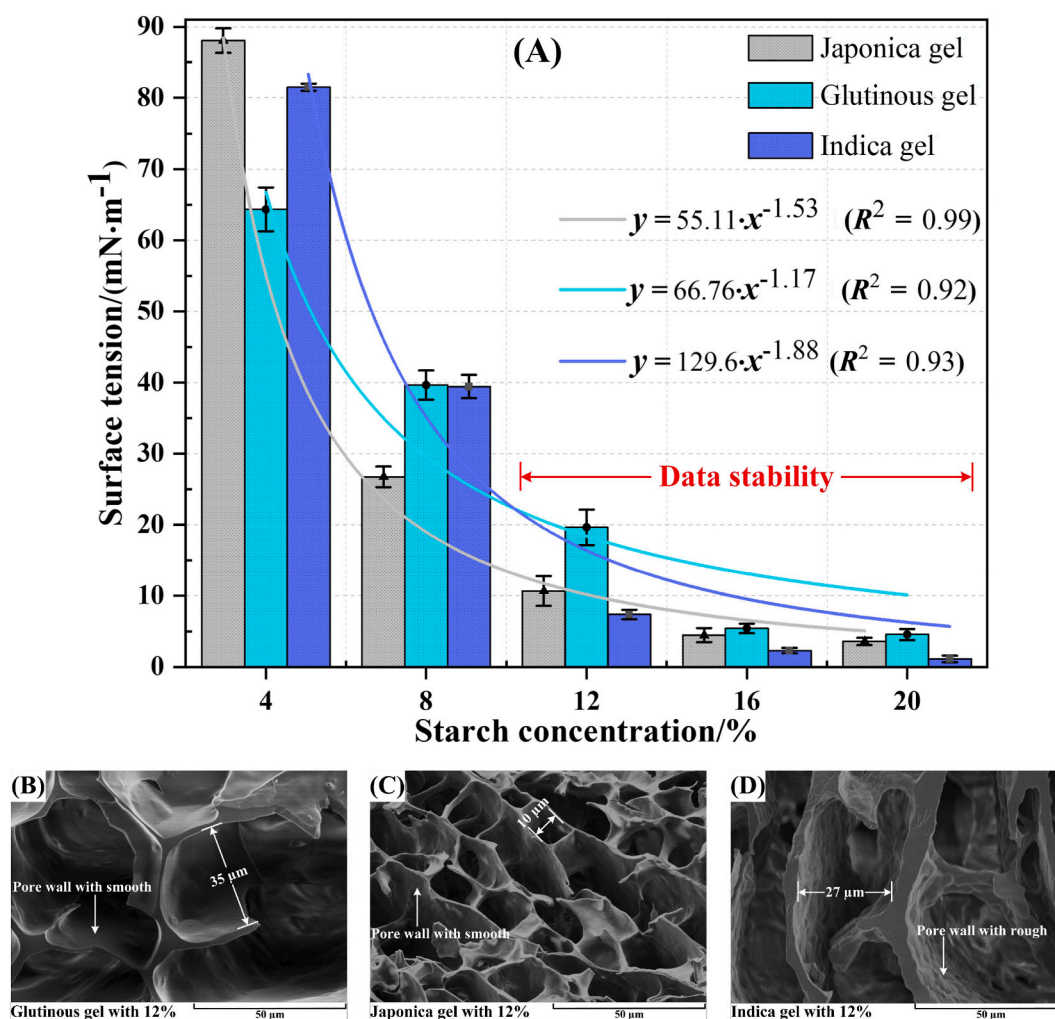 (A)
Japonica gel
Glutinous gel
Indica gel
y = 55.11·x^-1.53 (R^2 = 0.99)
y = 66.76·x^-1.17 (R^2 = 0.92)
y = 129.6·x^-1.88 (R^2 = 0.93)
Data stability
Surface tension/(mN·m^-1)
90
80
70
60
50
40
30
20
10
0
4 8 12 16 20
Starch concentration/%
(B)
35 μm
Pore wall with smooth
Glutinous gel with 12%
50 μm
(C)
10 μm
Pore wall with smooth
Japonica gel with 12%
50 μm
(D)
27 μm
Pore wall with rough
Indica gel with 12%
50 μm